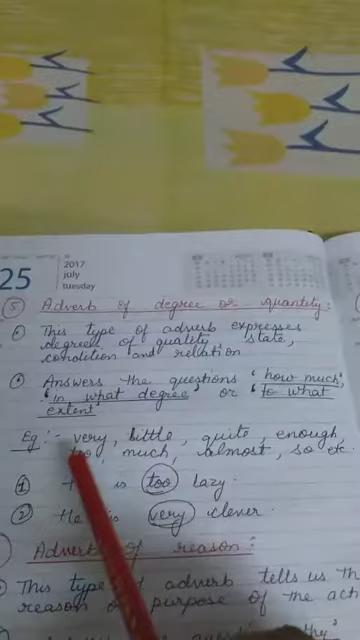 25
2017
july
tuesday
5 Adverb of degree or quantity:
This type of adverb expresses
degree of quality, state,
condition and relation
Answers the questions 'how much'
'in what degree' or 'to what
extent'
Eg:- very, little, quite, enough
too, much, almost, so etc.
1 is too lazy.
2 He is very clever.
Adverb of reason:
This type adverb tells us th
reason or purpose of the act